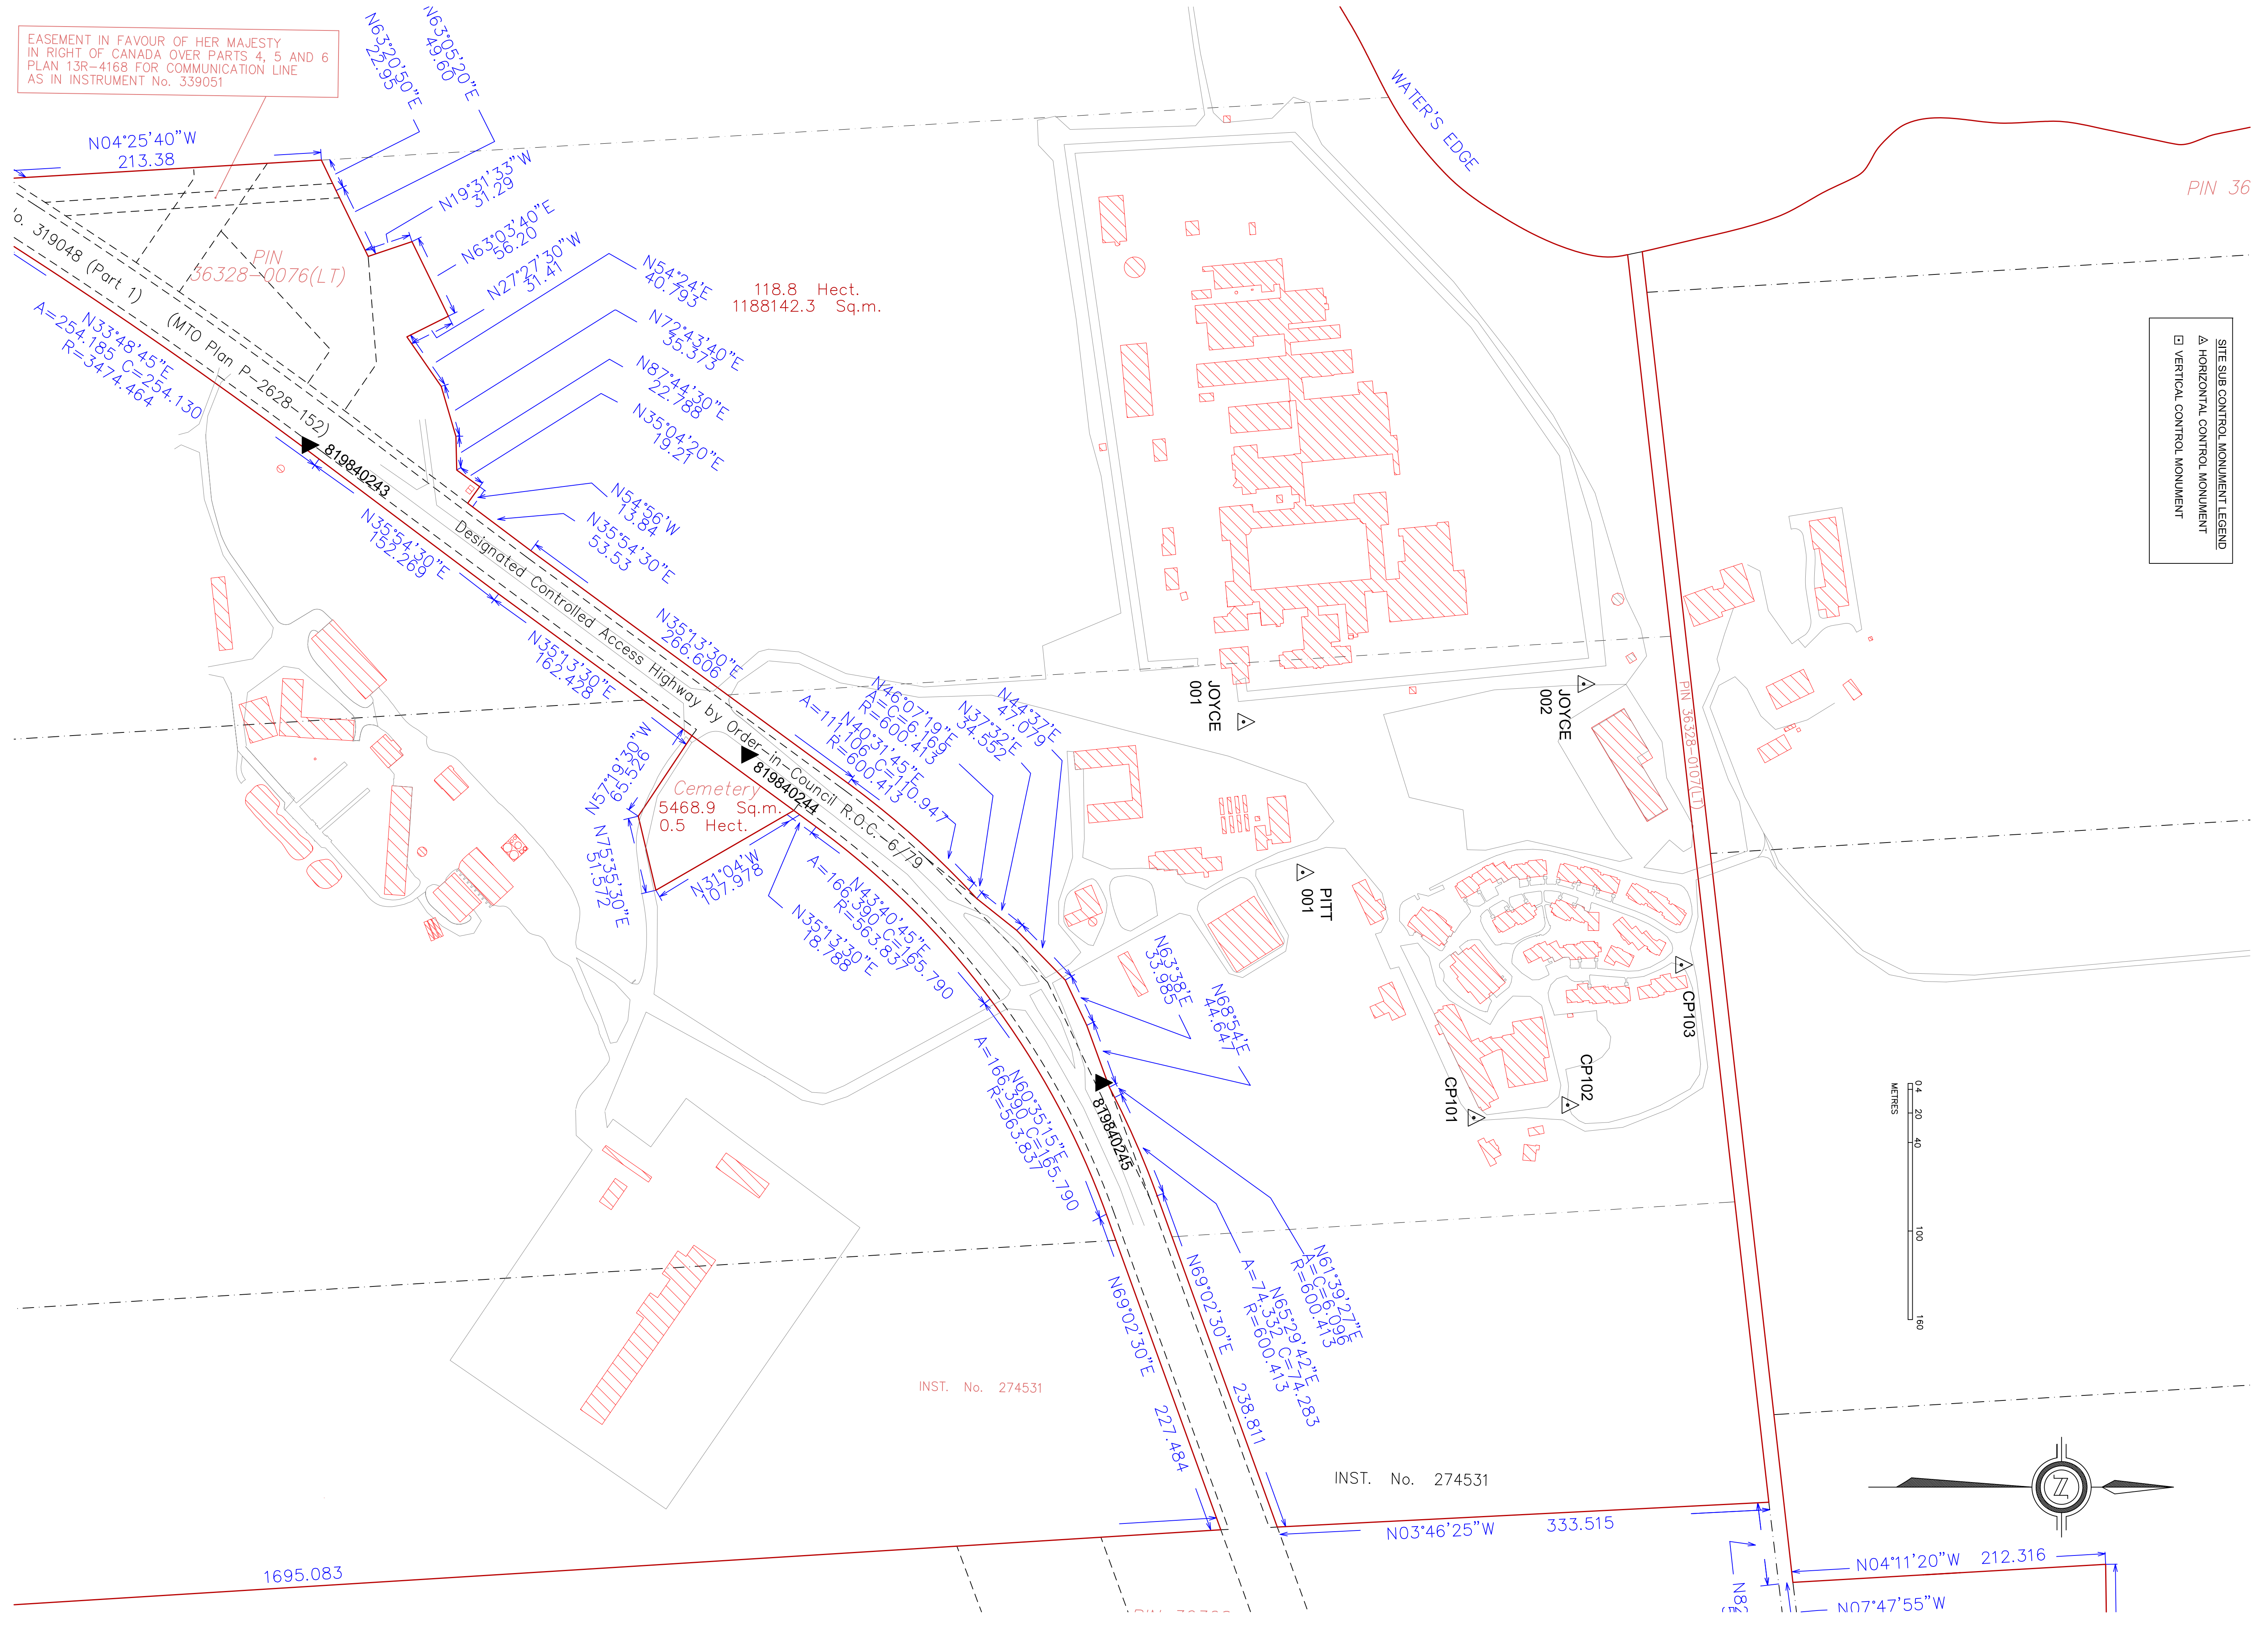 EASEMENT IN FAVOUR OF HER MAJESTY
IN RIGHT OF CANADA OVER PARTS 4, 5 AND 6
PLAN 13R-4168 FOR COMMUNICATION LINE
AS IN INSTRUMENT No. 339051
N63°20'50"E
22.95
N63°05'20"E
49.60
N04°25'40"W
213.38
N19°31'33"W
31.29
N63°03'40"E
56.20
N27°27'30"W
31.41
N54°24'E
40.793
N72°43'40"E
35.373
N87°44'30"E
22.788
N35°04'20"E
19.21
N54°56'W
13.84
N35°54'30"E
53.53
118.8 Hect.
1188142.3 Sq.m.
PIN
36328-0076(LT)
o. 319048 (Part 1)
(MTO Plan P-2628-152)
N33°48'45"E
A=254.185 C=254.130
R=3474.464
819840243
N35°54'30"E
152.269
Designated Controlled Access Highway by Order-in-Council R.O.C.-6/79
N35°13'30"E
266.606
N35°13'30"E
162.428
N57°19'30"W
65.526
Cemetery
5468.9 Sq.m.
0.5 Hect.
819840244
N75°35'30"E
51.572
N31°04'W
107.978
N35°13'30"E
18.788
N43°40'45"E
A=166.390 C=165.790
R=563.837
N40°31'45"E
A=111.106 C=110.947
R=600.413
N46°07'19"E
A=C=6.169
R=600.413
N37°32'E
34.552
N44°37'E
47.079
N63°38'E
33.985
N68°54'E
44.647
N60°35'15"E
A=166.390 C=165.790
R=563.837
819840245
N61°39'27"E
A=C=6.096
R=600.413
N65°29'42"E
A=74.332 C=74.283
R=600.413
N69°02'30"E 238.811
N69°02'30"E 227.484
WATER'S EDGE
PIN 36
SITE SUB CONTROL MONUMENT LEGEND
HORIZONTAL CONTROL MONUMENT
VERTICAL CONTROL MONUMENT
JOYCE
001
JOYCE
002
PIN 36328-0107(LT)
PITT
001
CP103
CP102
CP101
0 4 20 40 100 160
METRES
INST. No. 274531
INST. No. 274531
N03°46'25"W 333.515
N04°11'20"W 212.316
N82
N07°47'55"W
1695.083
N